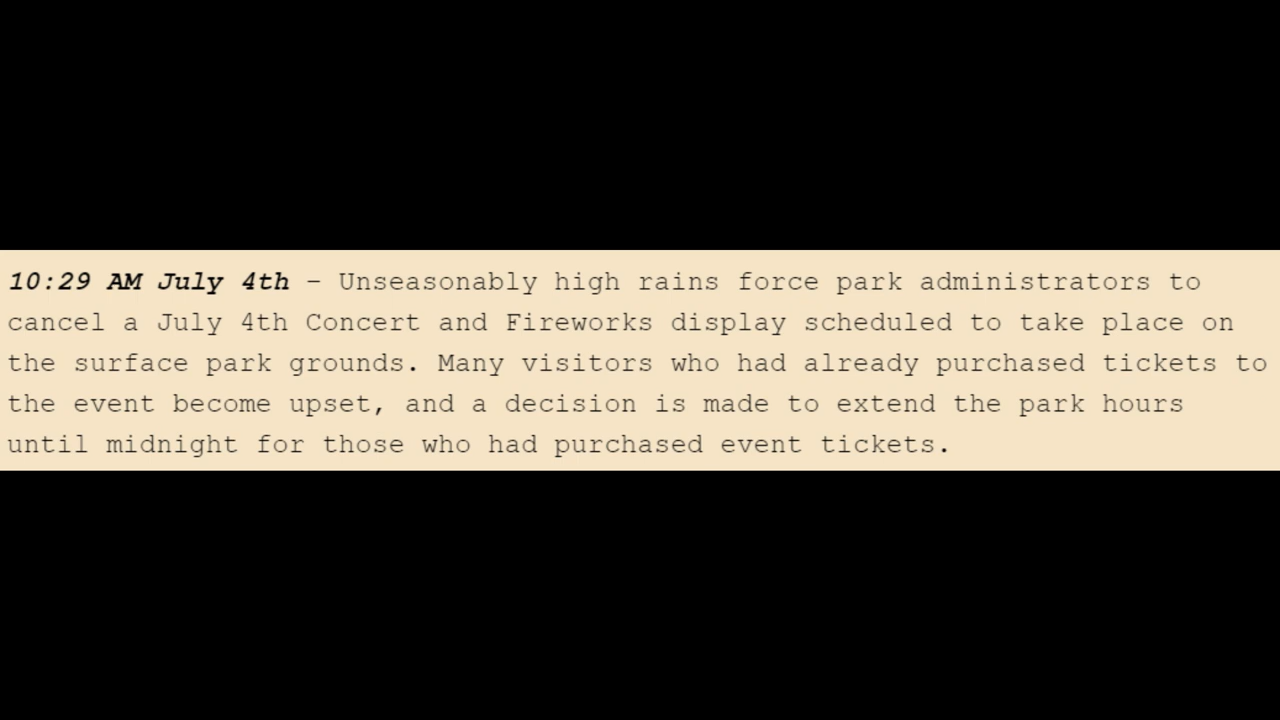 10:29 AM July 4th – Unseasonably high rains force park administrators to
cancel a July 4th Concert and Fireworks display scheduled to take place on
the surface park grounds. Many visitors who had already purchased tickets to
the event become upset, and a decision is made to extend the park hours
until midnight for those who had purchased event tickets.